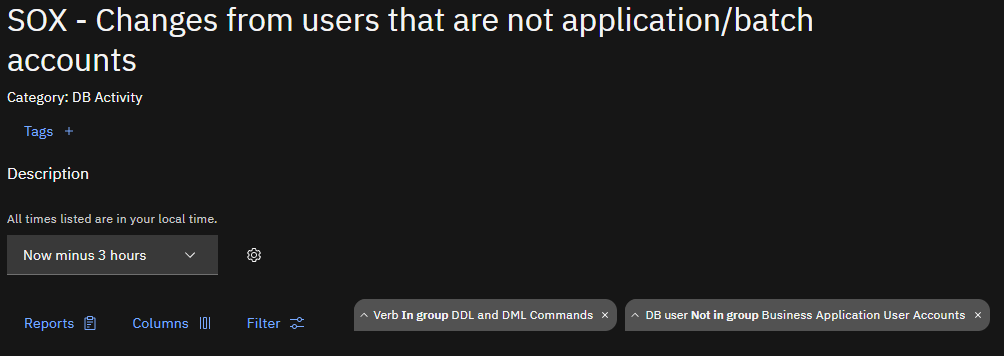 SOX - Changes from users that are not application/batch
accounts
Category: DB Activity
Tags +
Description
All times listed are in your local time.
Now minus 3 hours
Reports Columns Filter Verb In group DDL and DML Commands × DB user Not in group Business Application User Accounts ×